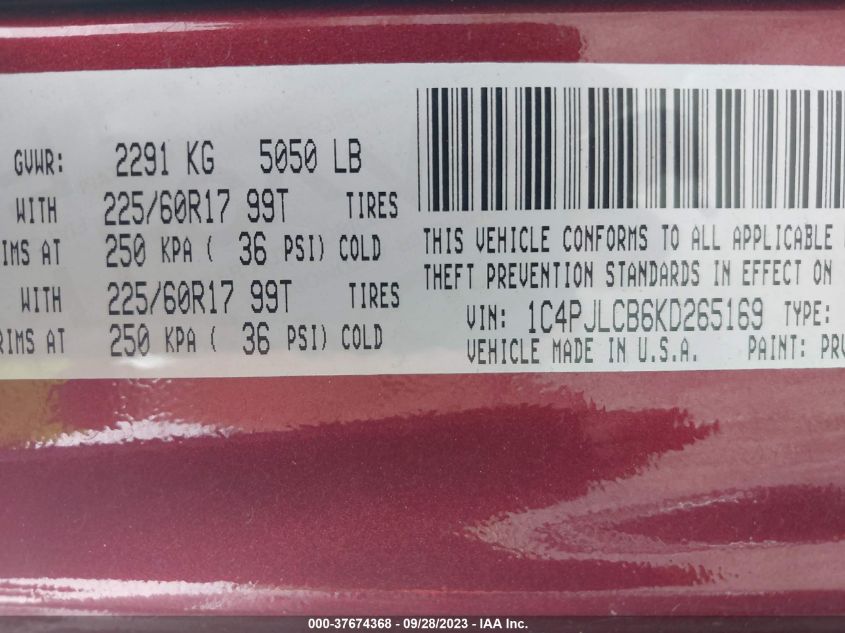 GVWR: 2291 KG 5050 LB
WITH 225/60R17 99T TIRES
IMS AT 250 KPA ( 36 PSI) COLD
WITH 225/60R17 99T TIRES
RIMS AT 250 KPA ( 36 PSI) COLD
THIS VEHICLE CONFORMS TO ALL APPLICABLE
THEFT PREVENTION STANDARDS IN EFFECT ON
VIN: 1C4PJLCB6KD265169 TYPE:
VEHICLE MADE IN U.S.A. PAINT: PRV
000-37674368 - 09/28/2023 - IAA Inc.